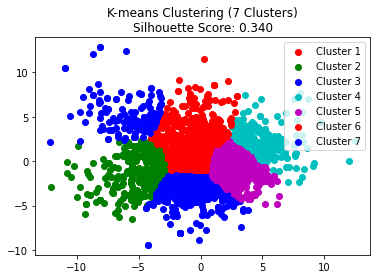 K-means Clustering (7 Clusters)
Silhouette Score: 0.340
Cluster 1
Cluster 2
Cluster 3
Cluster 4
Cluster 5
Cluster 6
Cluster 7
10
5
0
−5
−10
−10
−5
0
5
10